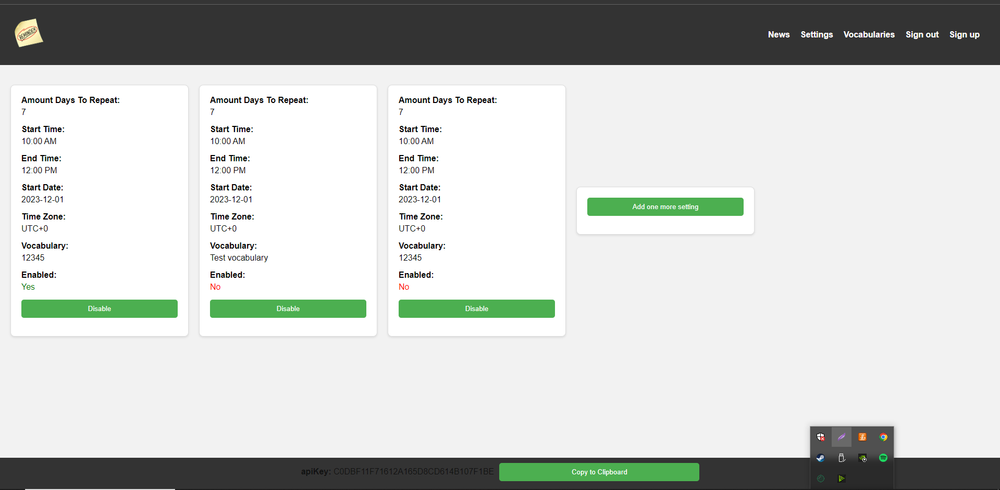 REMINDER
News Settings Vocabularies Sign out Sign up
Amount Days To Repeat:
7
Start Time:
10:00 AM
End Time:
12:00 PM
Start Date:
2023-12-01
Time Zone:
UTC+0
Vocabulary:
12345
Enabled:
Yes
Disable
Amount Days To Repeat:
7
Start Time:
10:00 AM
End Time:
12:00 PM
Start Date:
2023-12-01
Time Zone:
UTC+0
Vocabulary:
Test vocabulary
Enabled:
No
Disable
Amount Days To Repeat:
7
Start Time:
10:00 AM
End Time:
12:00 PM
Start Date:
2023-12-01
Time Zone:
UTC+0
Vocabulary:
12345
Enabled:
No
Disable
Add one more setting
apiKey: C0DBF11F71612A165D8CD614B107F1BE
Copy to Clipboard